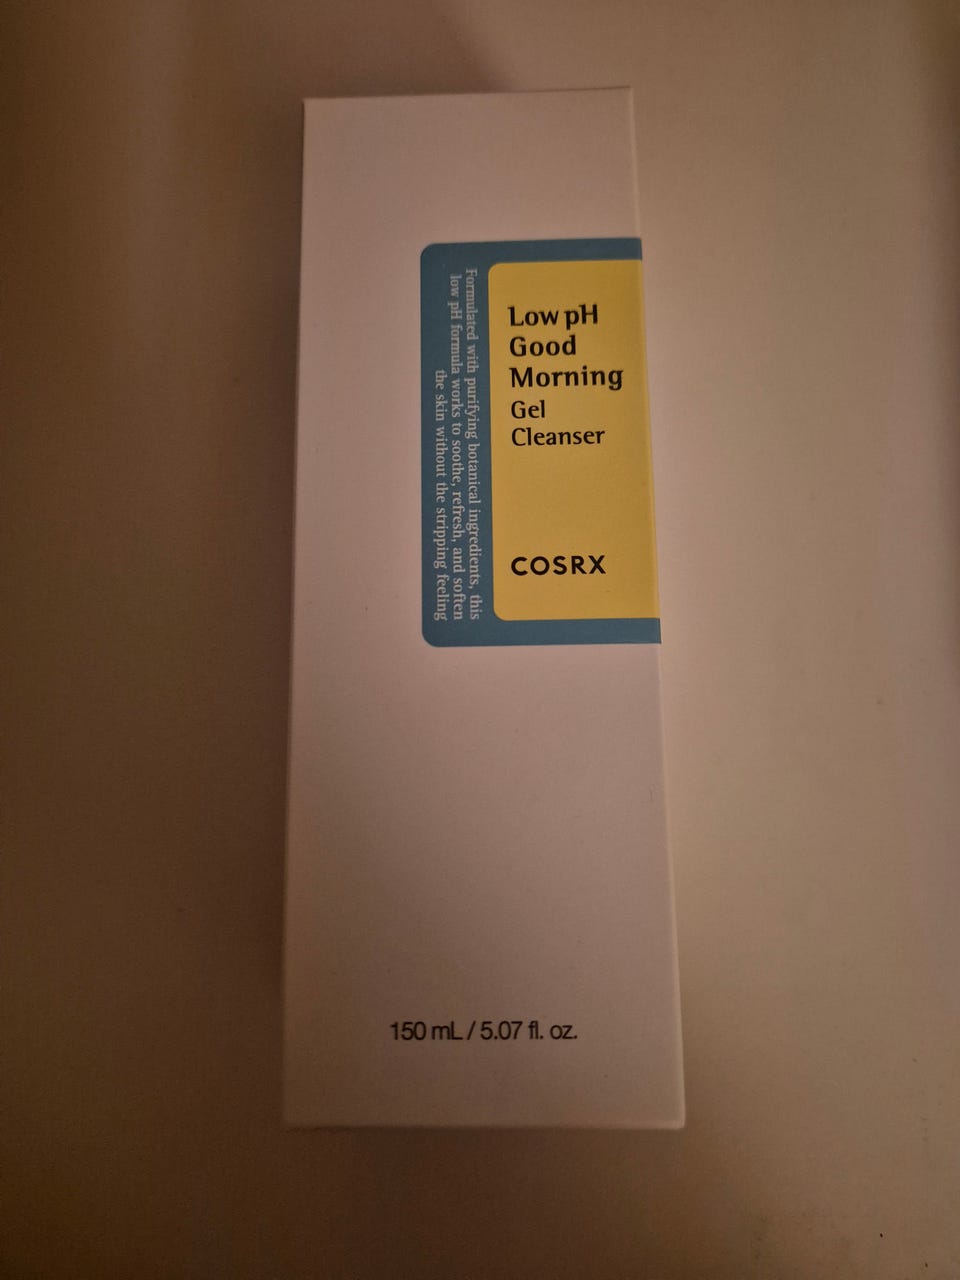 Low pH
Good
Morning
Gel
Cleanser
COSRX
Formulated with purifying botanical ingredients, this
low pH formula works to soothe, refresh, and soften
the skin without the stripping feeling
150 mL / 5.07 fl. oz.